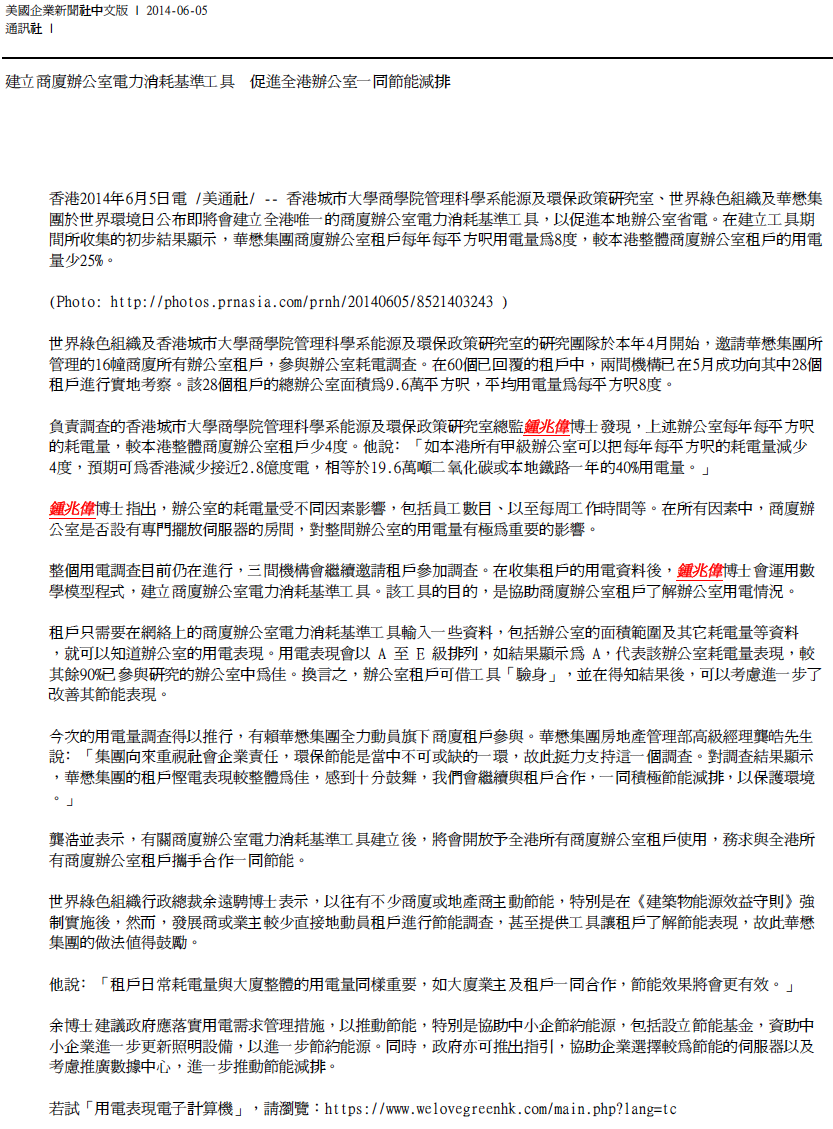 美國企業新聞社中文版 | 2014-06-05
通訊社 |
建立商廈辦公室電力消耗基準工具　促進全港辦公室一同節能減排
香港2014年6月5日電 /美通社/ -- 香港城市大學商學院管理科學系能源及環保政策研究室、世界綠色組織及華懋集
團於世界環境日公布即將會建立全港唯一的商廈辦公室電力消耗基準工具，以促進本地辦公室省電。在建立工具期
間所收集的初步結果顯示，華懋集團商廈辦公室租戶每年每平方呎用電量爲8度，較本港整體商廈辦公室租戶的用電
量少25%。
(Photo: http://photos.prnasia.com/prnh/20140605/8521403243 )
世界綠色組織及香港城市大學商學院管理科學系能源及環保政策研究室的研究團隊於本年4月開始，邀請華懋集團所
管理的16幢商廈所有辦公室租戶，參與辦公室耗電調查。在60個已回覆的租戶中，兩間機構已在5月成功向其中28個
租戶進行實地考察。該28個租戶的總辦公室面積爲9.6萬平方呎，平均用電量爲每平方呎8度。
負責調查的香港城市大學商學院管理科學系能源及環保政策研究室總監鍾兆偉博士發現，上述辦公室每年每平方呎
的耗電量，較本港整體商廈辦公室租戶少4度。他說：「如本港所有甲級辦公室可以把每年每平方呎的耗電量減少
4度，預期可爲香港減少接近2.8億度電，相等於19.6萬噸二氧化碳或本地鐵路一年的40%用電量。」
鍾兆偉博士指出，辦公室的耗電量受不同因素影響，包括員工數目、以至每周工作時間等。在所有因素中，商廈辦
公室是否設有專門擺放伺服器的房間，對整間辦公室的用電量有極爲重要的影響。
整個用電調查目前仍在進行，三間機構會繼續邀請租戶參加調查。在收集租戶的用電資料後，鍾兆偉博士會運用數
學模型程式，建立商廈辦公室電力消耗基準工具。該工具的目的，是協助商廈辦公室租戶了解辦公室用電情況。
租戶只需要在網絡上的商廈辦公室電力消耗基準工具輸入一些資料，包括辦公室的面積範圍及其它耗電量等資料
，就可以知道辦公室的用電表現。用電表現會以 A 至 E 級排列，如結果顯示爲 A，代表該辦公室耗電量表現，較
其餘90%已參與研究的辦公室中爲佳。換言之，辦公室租戶可借工具「驗身」，並在得知結果後，可以考慮進一步了
改善其節能表現。
今次的用電量調查得以推行，有賴華懋集團全力動員旗下商廈租戶參與。華懋集團房地產管理部高級經理龔皓先生
說：「集團向來重視社會企業責任，環保節能是當中不可或缺的一環，故此挺力支持這一個調查。對調查結果顯示
，華懋集團的租戶慳電表現較整體爲佳，感到十分鼓舞，我們會繼續與租戶合作，一同積極節能減排，以保護環境
。」
龔浩並表示，有關商廈辦公室電力消耗基準工具建立後，將會開放予全港所有商廈辦公室租戶使用，務求與全港所
有商廈辦公室租戶攜手合作一同節能。
世界綠色組織行政總裁余遠騁博士表示，以往有不少商廈或地產商主動節能，特別是在《建築物能源效益守則》強
制實施後，然而，發展商或業主較少直接地動員租戶進行節能調查，甚至提供工具讓租戶了解節能表現，故此華懋
集團的做法值得鼓勵。
他說：「租戶日常耗電量與大廈整體的用電量同樣重要，如大廈業主及租戶一同合作，節能效果將會更有效。」
余博士建議政府應落實用電需求管理措施，以推動節能，特別是協助中小企節約能源，包括設立節能基金，資助中
小企業進一步更新照明設備，以進一步節約能源。同時，政府亦可推出指引，協助企業選擇較爲節能的伺服器以及
考慮推廣數據中心，進一步推動節能減排。
若試「用電表現電子計算機」，請瀏覽：https://www.welovegreenhk.com/main.php?lang=tc